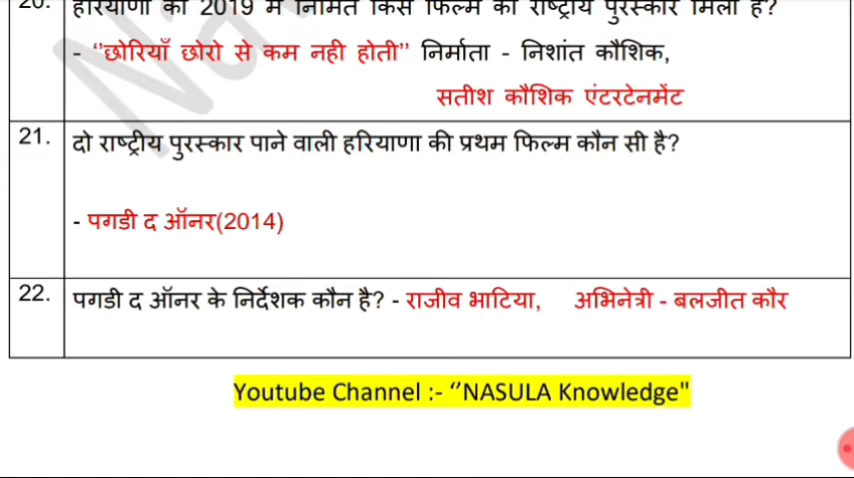 20. हरियाणा की 2019 में निर्मित किस फिल्म को राष्ट्रीय पुरस्कार मिला है?
- ‘’छोरियाँ छोरो से कम नही होती’’ निर्माता - निशांत कौशिक,
सतीश कौशिक एंटरटेनमेंट
21. दो राष्ट्रीय पुरस्कार पाने वाली हरियाणा की प्रथम फिल्म कौन सी है?
- पगडी द ऑनर(2014)
22. पगडी द ऑनर के निर्देशक कौन है? - राजीव भाटिया, अभिनेत्री - बलजीत कौर
Youtube Channel :- ‘’NASULA Knowledge"